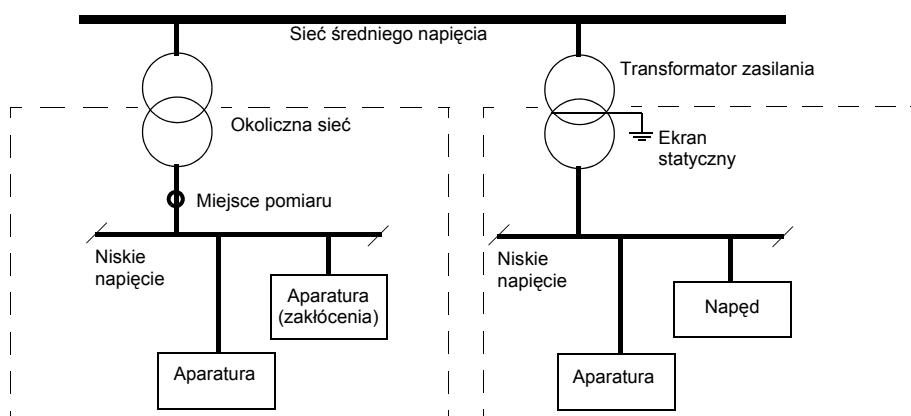 Sieć średniego napięcia
Transformator zasilania
Okoliczna sieć
Ekran
statyczny
Miejsce pomiaru
Niskie
napięcie
Aparatura
(zakłócenia)
Aparatura
Niskie
napięcie
Napęd
Aparatura